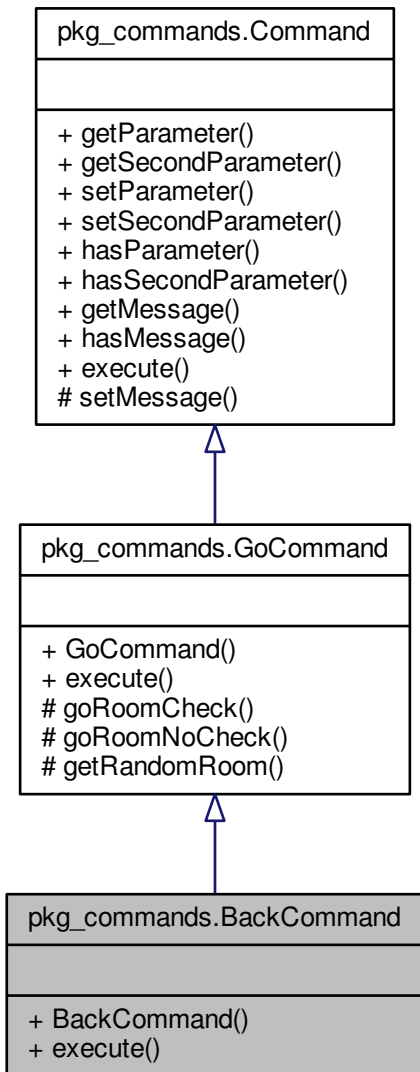 pkg_commands.Command
+ getParameter()
+ getSecondParameter()
+ setParameter()
+ setSecondParameter()
+ hasParameter()
+ hasSecondParameter()
+ getMessage()
+ hasMessage()
+ execute()
# setMessage()
pkg_commands.GoCommand
+ GoCommand()
+ execute()
# goRoomCheck()
# goRoomNoCheck()
# getRandomRoom()
pkg_commands.BackCommand
+ BackCommand()
+ execute()